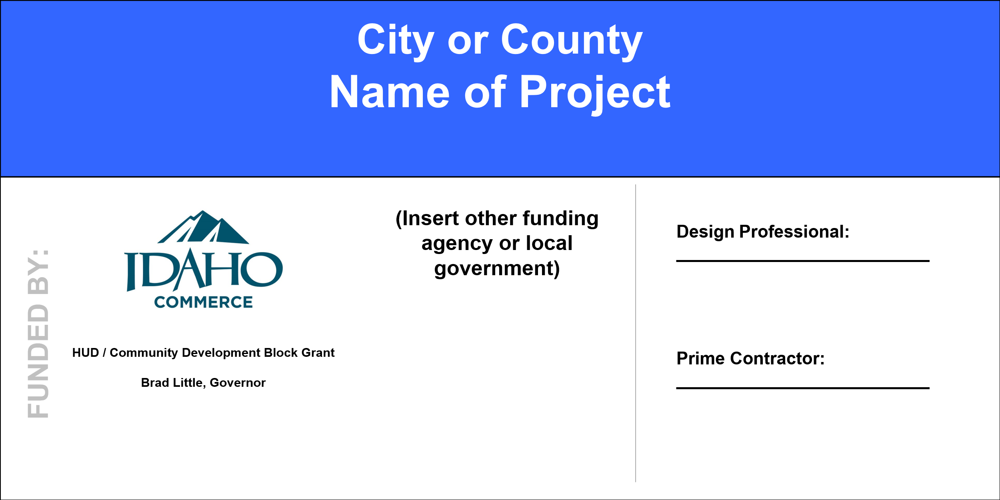 City or County
Name of Project
FUNDED BY:
IDAHO
COMMERCE
HUD / Community Development Block Grant
Brad Little, Governor
(Insert other funding
agency or local
government)
Design Professional:
Prime Contractor: